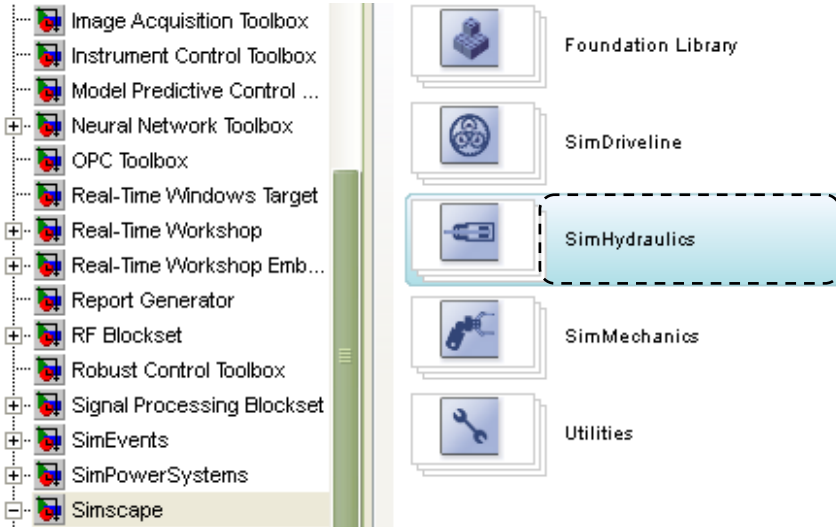 Image Acquisition Toolbox
Instrument Control Toolbox
Model Predictive Control ...
Neural Network Toolbox
OPC Toolbox
Real-Time Windows Target
Real-Time Workshop
Real-Time Workshop Emb...
Report Generator
RF Blockset
Robust Control Toolbox
Signal Processing Blockset
SimEvents
SimPowerSystems
Simscape
Foundation Library
SimDriveline
SimHydraulics
SimMechanics
Utilities